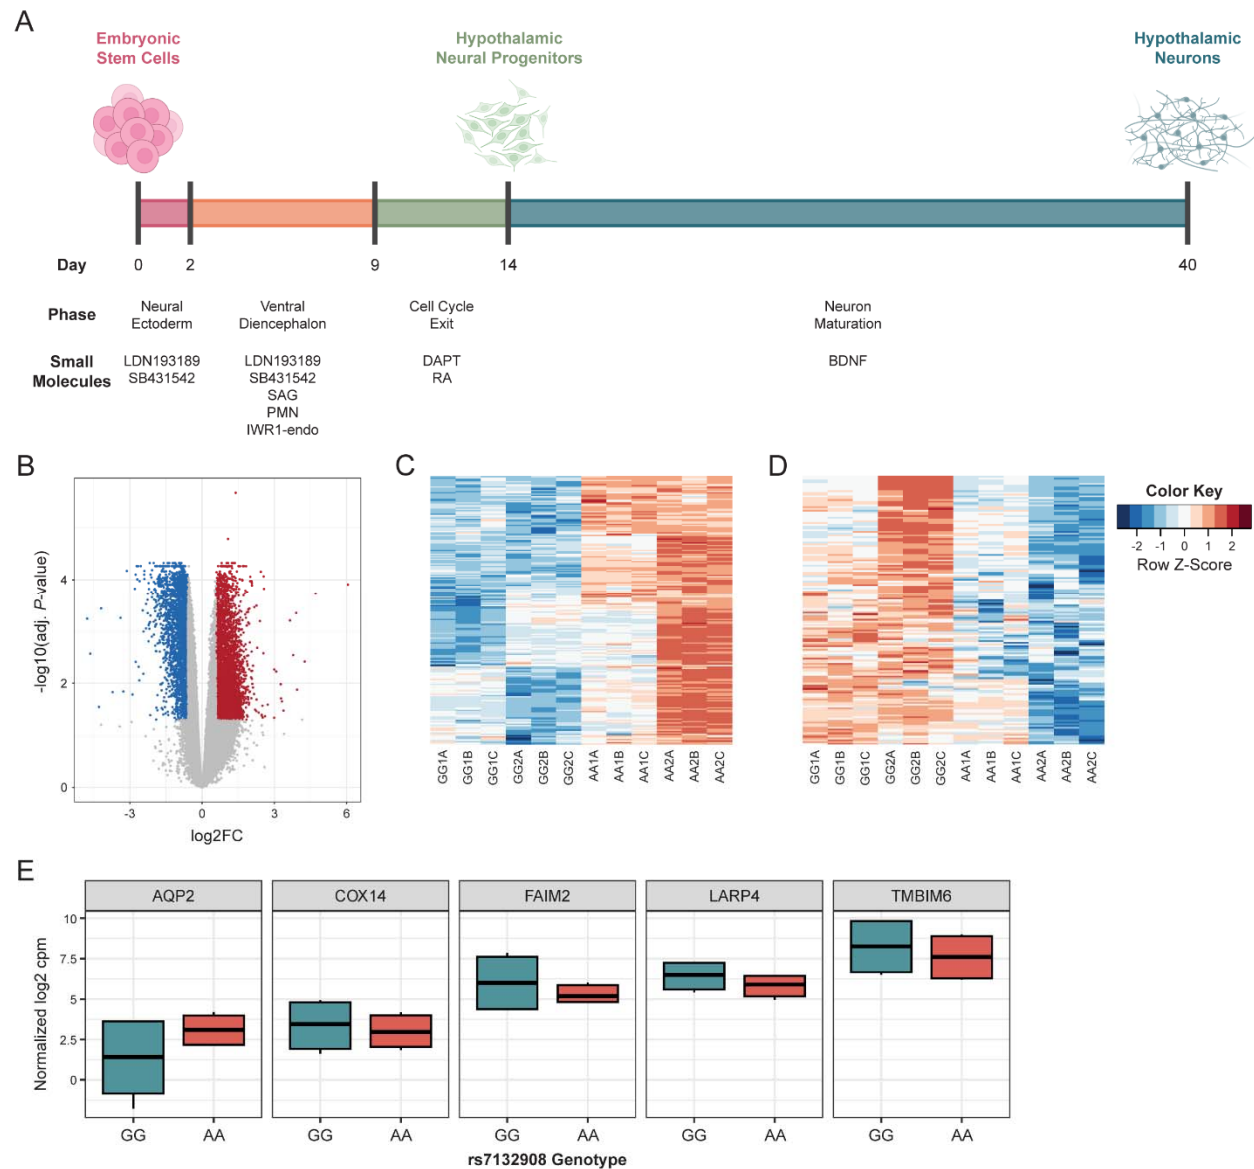 A
Embryonic
Stem Cells
Hypothalamic
Neural Progenitors
Hypothalamic
Neurons
Day 0 2 9 14 40
Phase
Neural
Ectoderm
Ventral
Diencephalon
Cell Cycle
Exit
Neuron
Maturation
Small
Molecules
LDN193189
SB431542
LDN193189
SB431542
SAG
PMN
IWR1-endo
DAPT
RA
BDNF
B
-log10(adj. P-value)
4
2
0
-3 0 3 6
log2FC
C
GG1A GG1B GG1C GG2A GG2B GG2C AA1A AA1B AA1C AA2A AA2B AA2C
D
GG1A GG1B GG1C GG2A GG2B GG2C AA1A AA1B AA1C AA2A AA2B AA2C
Color Key
-2 -1 0 1 2
Row Z-Score
E
AQP2 COX14 FAIM2 LARP4 TMBIM6
Normalized log2 cpm
10
7.5
5
2.5
0
GG AA GG AA GG AA GG AA GG AA
rs7132908 Genotype